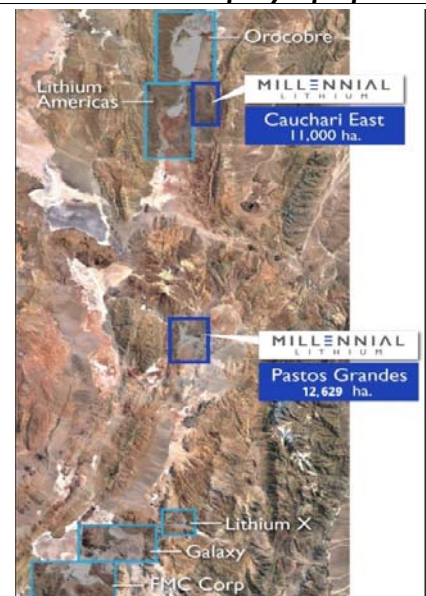 Orocobre
Lithium
Americas
MILLENNIAL
LITHIUM
Cauchari East
11,000 ha.
MILLENNIAL
LITHIUM
Pastos Grandes
12,629 ha.
Lithium X
Galaxy
FMC Corp